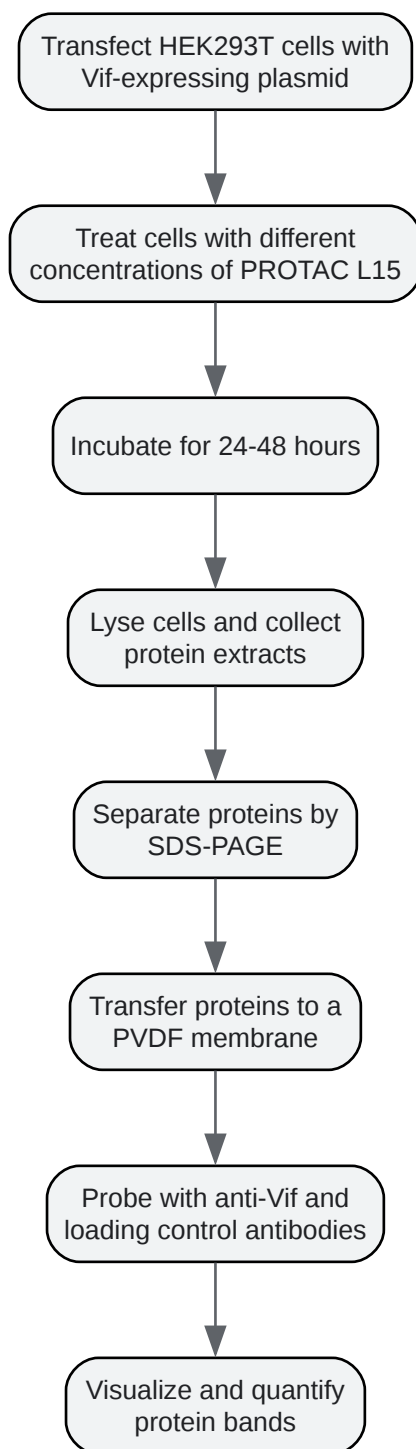 Transfect HEK293T cells with
Vif-expressing plasmid
Treat cells with different
concentrations of PROTAC L15
Incubate for 24-48 hours
Lyse cells and collect
protein extracts
Separate proteins by
SDS-PAGE
Transfer proteins to a
PVDF membrane
Probe with anti-Vif and
loading control antibodies
Visualize and quantify
protein bands